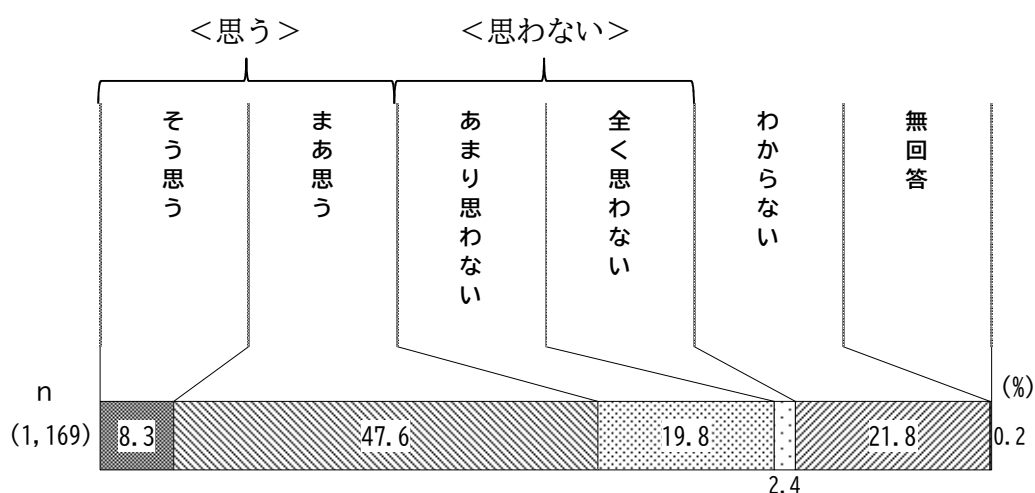 <思う>
<思わない>
そう思う
まあ思う
あまり思わない
全く思わない
わからない
無回答
n
(%)
(1,169)
8.3
47.6
19.8
2.4
21.8
0.2